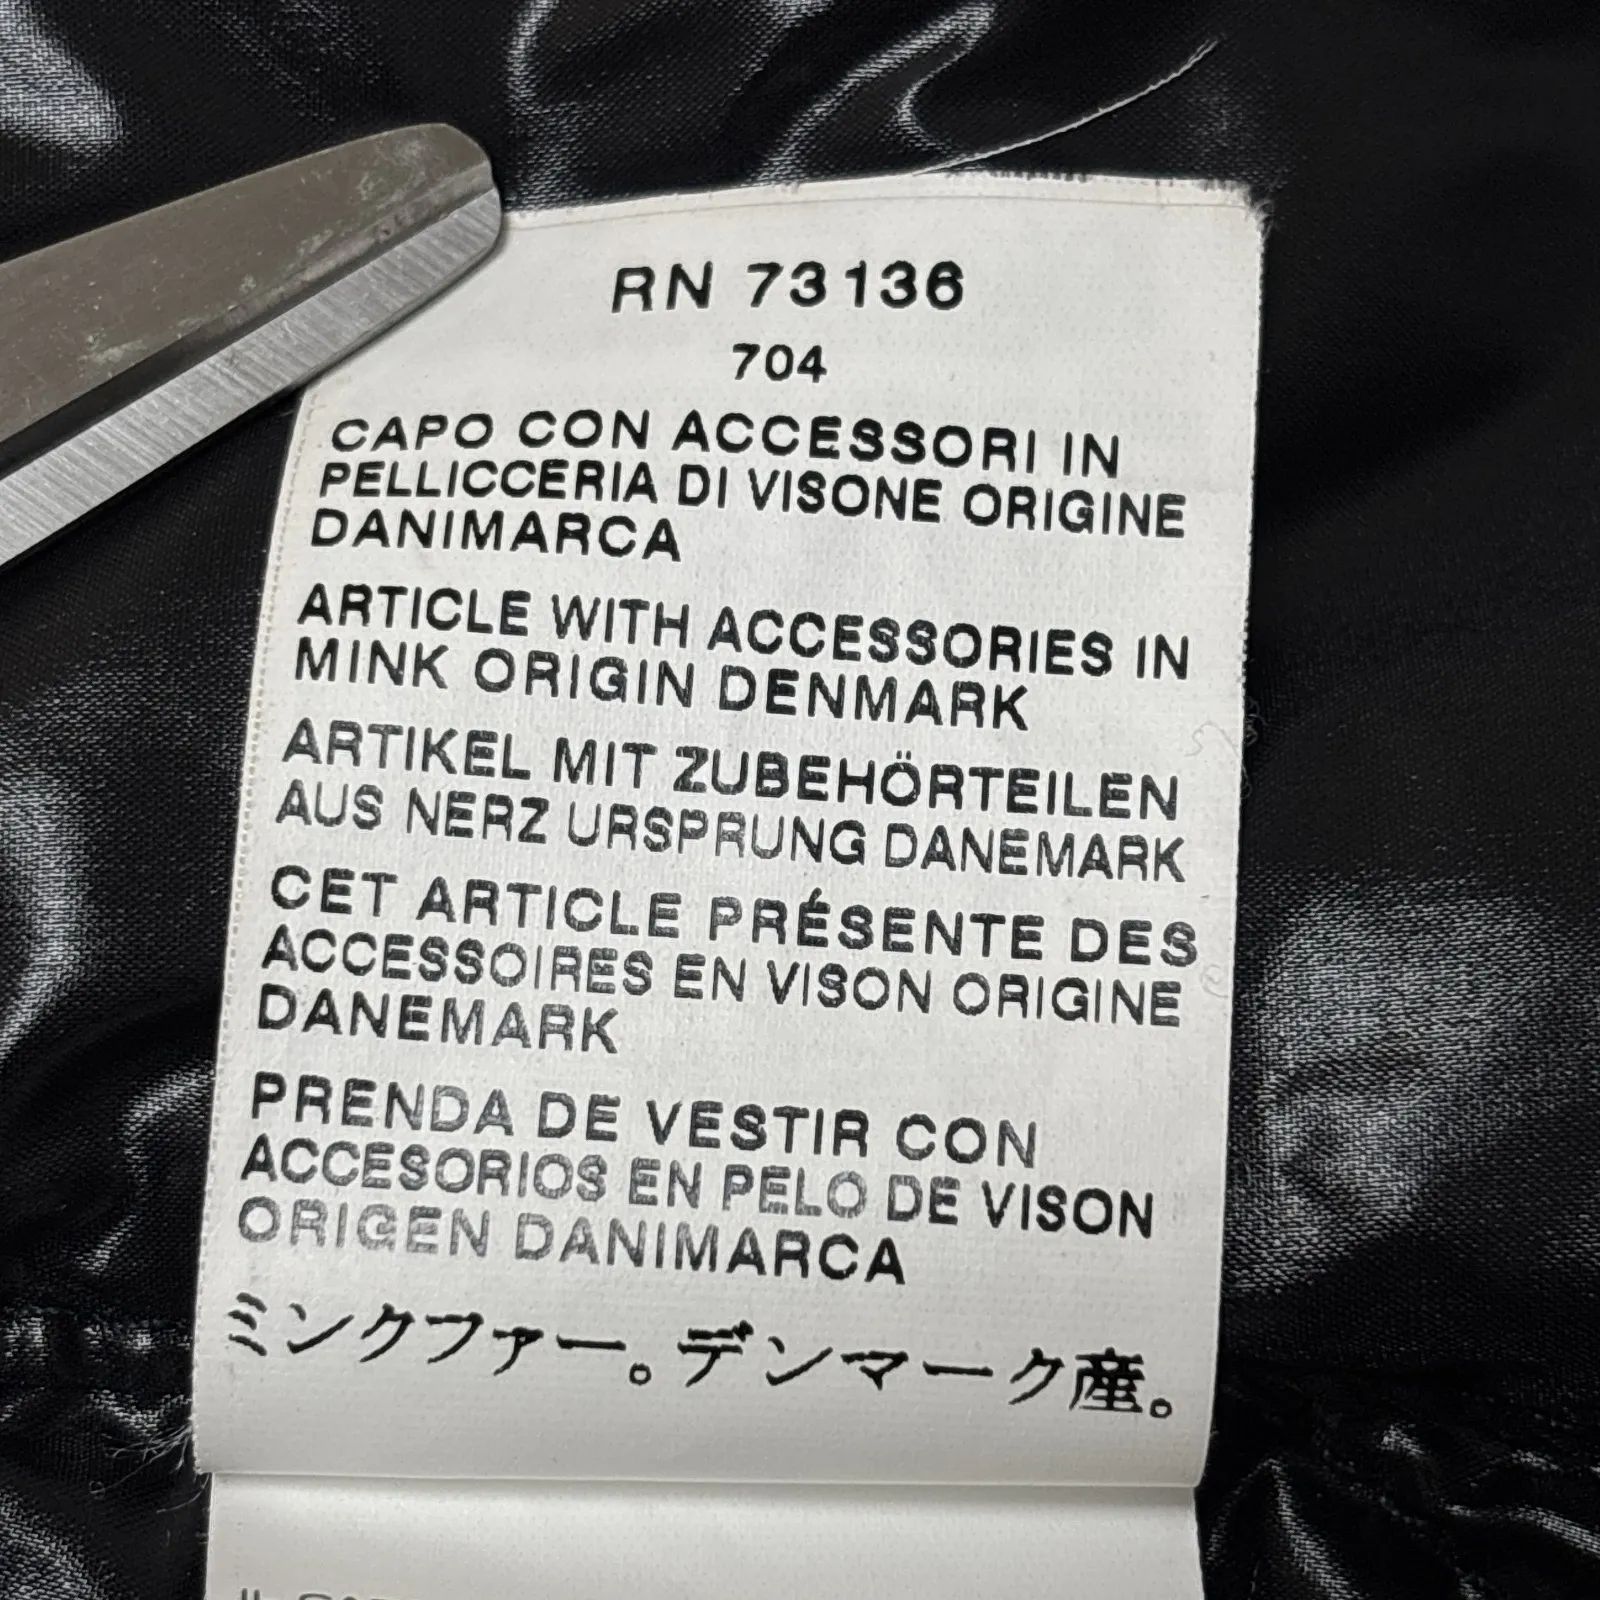 RN 73136
704
CAPO CON ACCESSORI IN
PELLICCERIA DI VISONE ORIGINE
DANIMARCA
ARTICLE WITH ACCESSORIES IN
MINK ORIGIN DENMARK
ARTIKEL MIT ZUBEHÖRTEILEN
AUS NERZ URSPRUNG DANEMARK
CET ARTICLE PRÉSENTE DES
ACCESSOIRES EN VISON ORIGINE
DANEMARK
PRENDA DE VESTIR CON
ACCESORIOS EN PELO DE VISON
ORIGEN DANIMARCA
ミンクファー。デンマーク産。